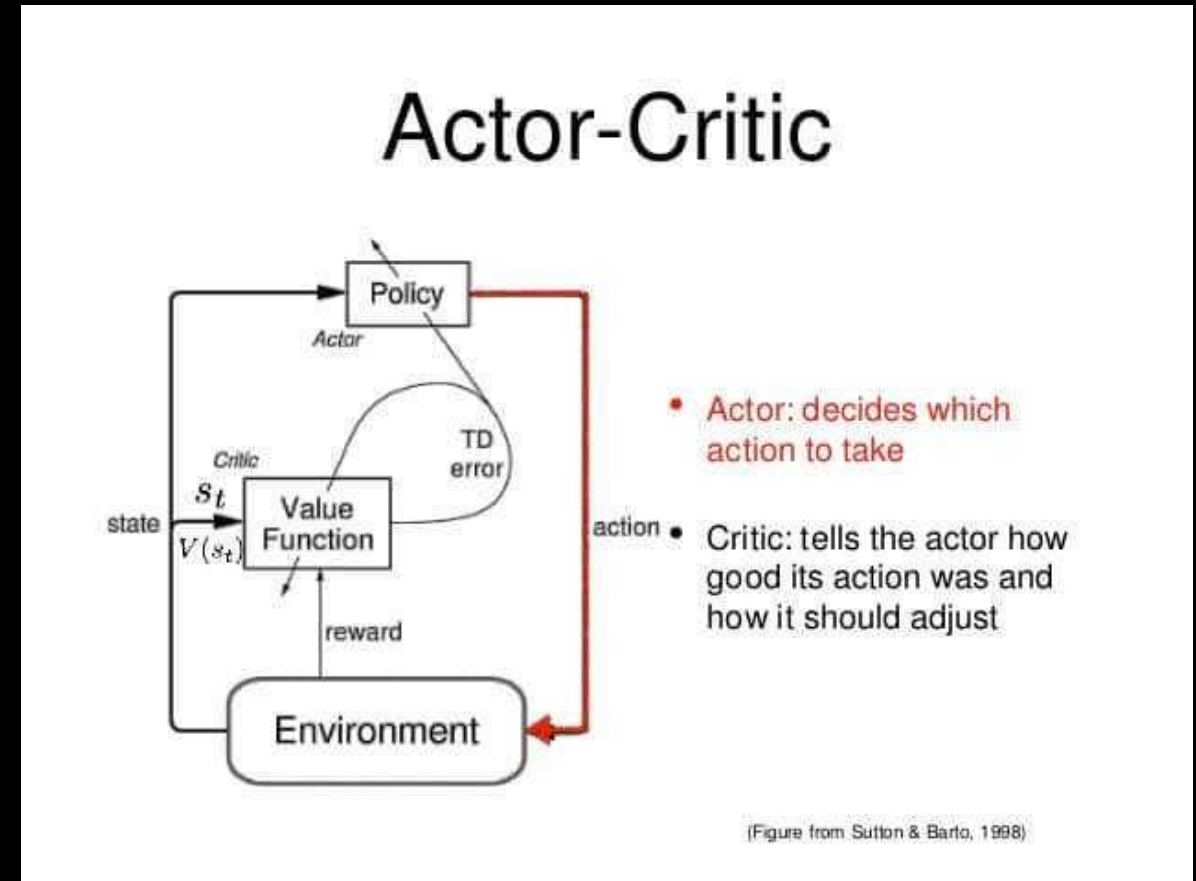 Actor-Critic
Policy
Actor
TD
error
Critic
s_t
state
V(s_t)
Value
Function
action
reward
Environment
• Actor: decides which
action to take
• Critic: tells the actor how
good its action was and
how it should adjust
(Figure from Sutton & Barto, 1998)